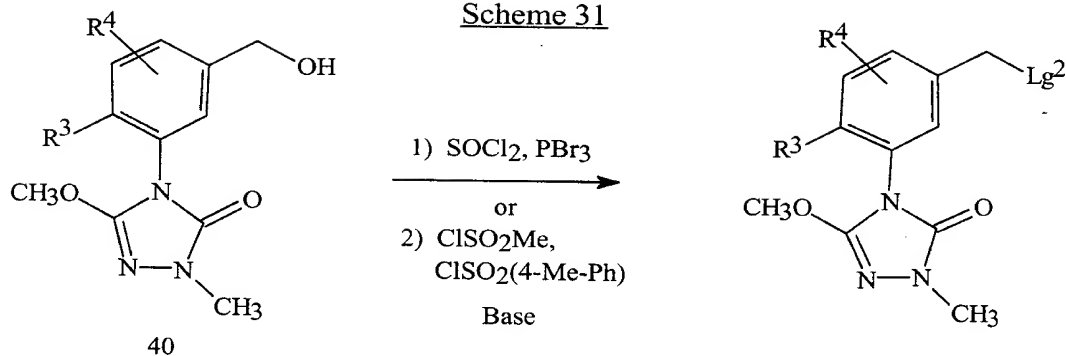 Scheme 31
R⁴
OH
R³
N
CH₃O
O
N
N
CH₃
40
1) SOCl₂, PBr₃
or
2) ClSO₂Me,
ClSO₂(4-Me-Ph)
Base
R⁴
Lg²
R³
N
CH₃O
O
N
N
CH₃